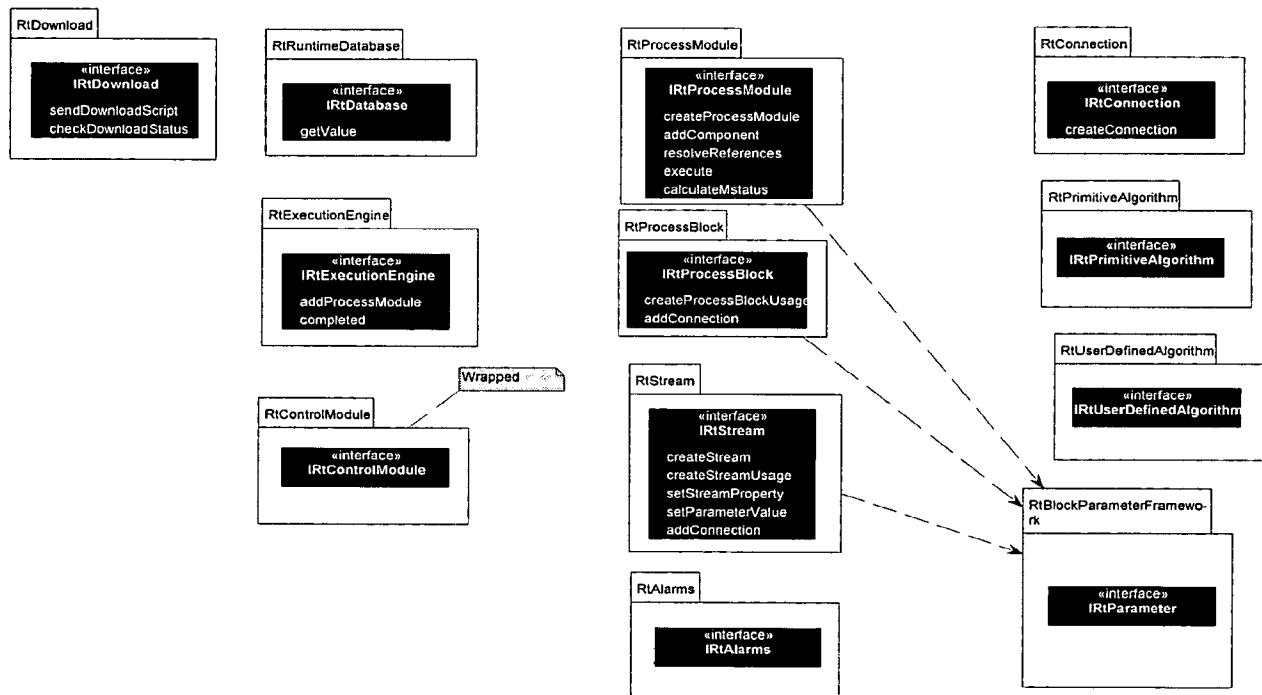 RtDownload
«interface»
IRtDownload
sendDownloadScript
checkDownloadStatus
RtRuntimeDatabase
«interface»
IRtDatabase
getValue
RtExecutionEngine
«interface»
IRtExecutionEngine
addProcessModule
completed
Wrapped
RtControlModule
«interface»
IRtControlModule
RtProcessModule
«interface»
IRtProcessModule
createProcessModule
addComponent
resolveReferences
execute
calculateMstatus
RtProcessBlock
«interface»
IRtProcessBlock
createProcessBlockUsage
addConnection
RtStream
«interface»
IRtStream
createStream
createStreamUsage
setStreamProperty
setParameterValue
addConnection
RtAlarms
«interface»
IRtAlarms
RtConnection
«interface»
IRtConnection
createConnection
RtPrimitiveAlgorithm
«interface»
IRtPrimitiveAlgorithm
RtUserDefinedAlgorithm
«interface»
IRtUserDefinedAlgorithm
RtBlockParameterFramewo-
rk
«interface»
IRtParameter